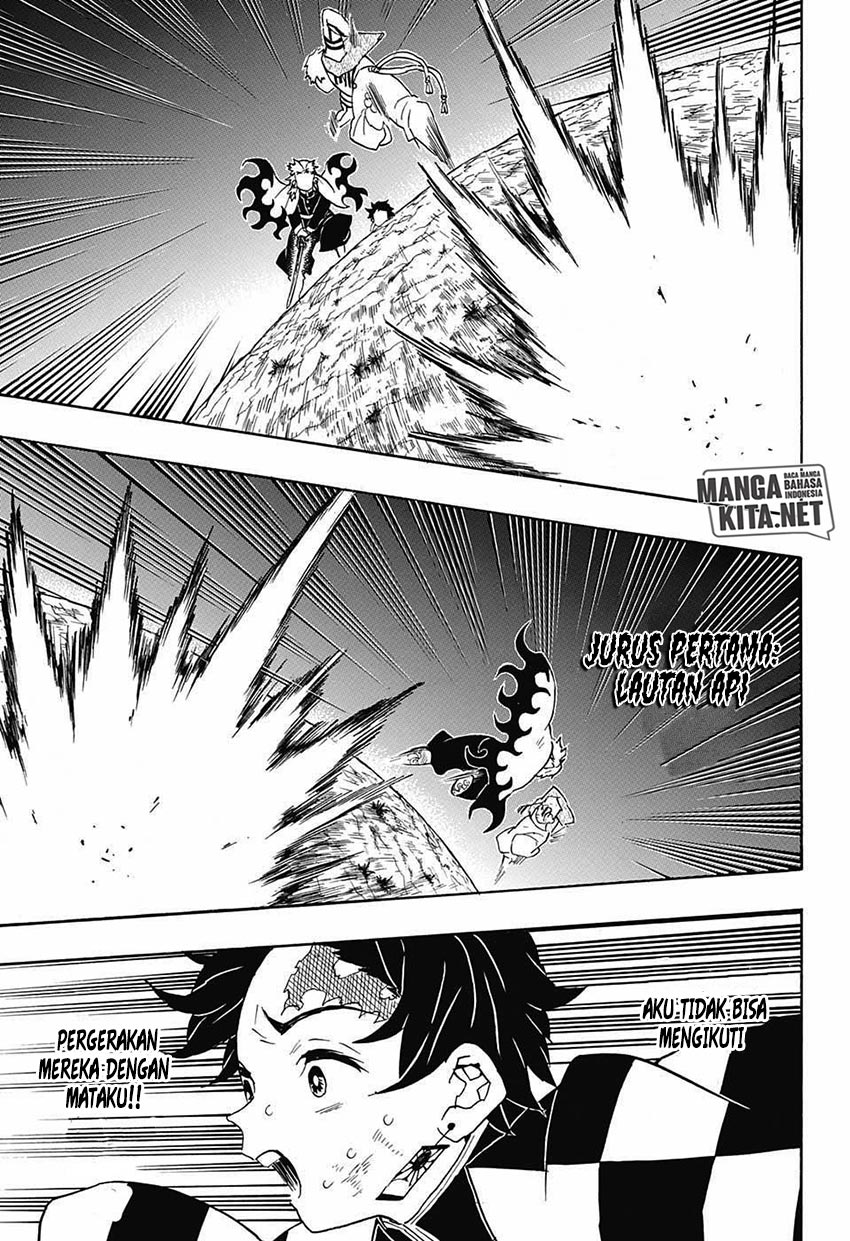 BACA MANGA
BAHASA
INDONESIA
MANGA
KITA.NET
JURUS PERTAMA:
LAUTAN API
AKU TIDAK BISA
MENGIKUTI
PERGERAKAN
MEREKA DENGAN
MATAKU!!